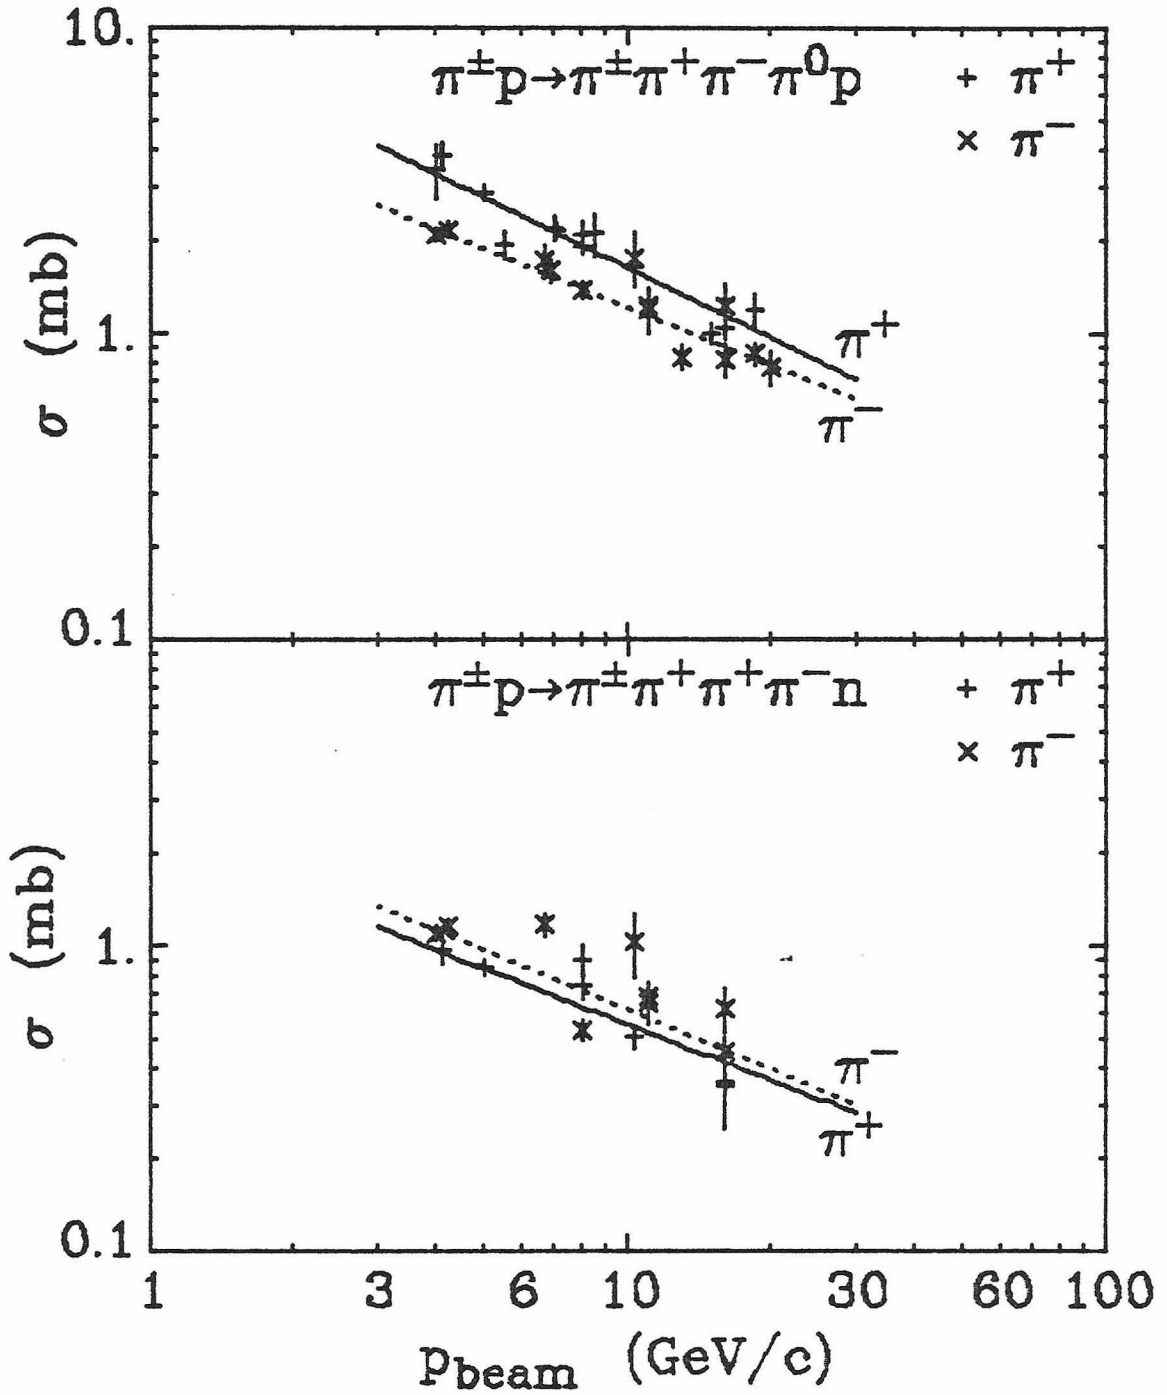 10.
π±p→π±π+π−π0p
+ π+
× π−
σ (mb)
1.
π+
π−
0.1
π±p→π±π+π+π−n
+ π+
× π−
σ (mb)
1.
π−
π+
0.1
1 3 6 10 30 60 100
pbeam (GeV/c)